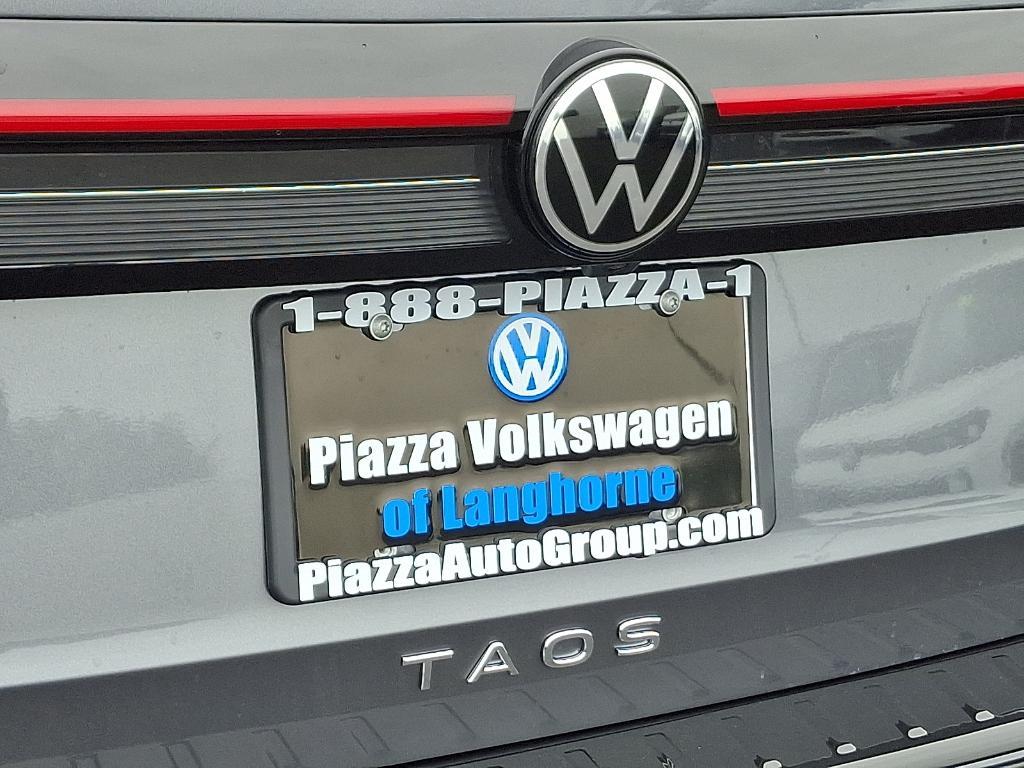 1-888-PIAZZA-1
Piazza Volkswagen
of Langhorne
PiazzaAutoGroup.com
TAOS